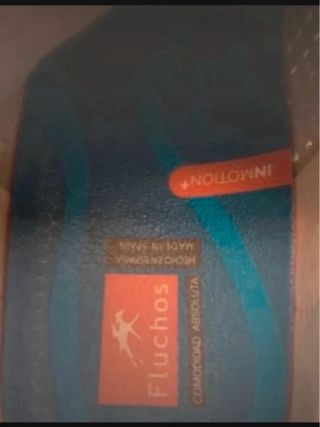 INMOTION+
HECHO EN ESPAÑA
MADE IN SPAIN
Fluchos
COMODIDAD ABSOLUTA